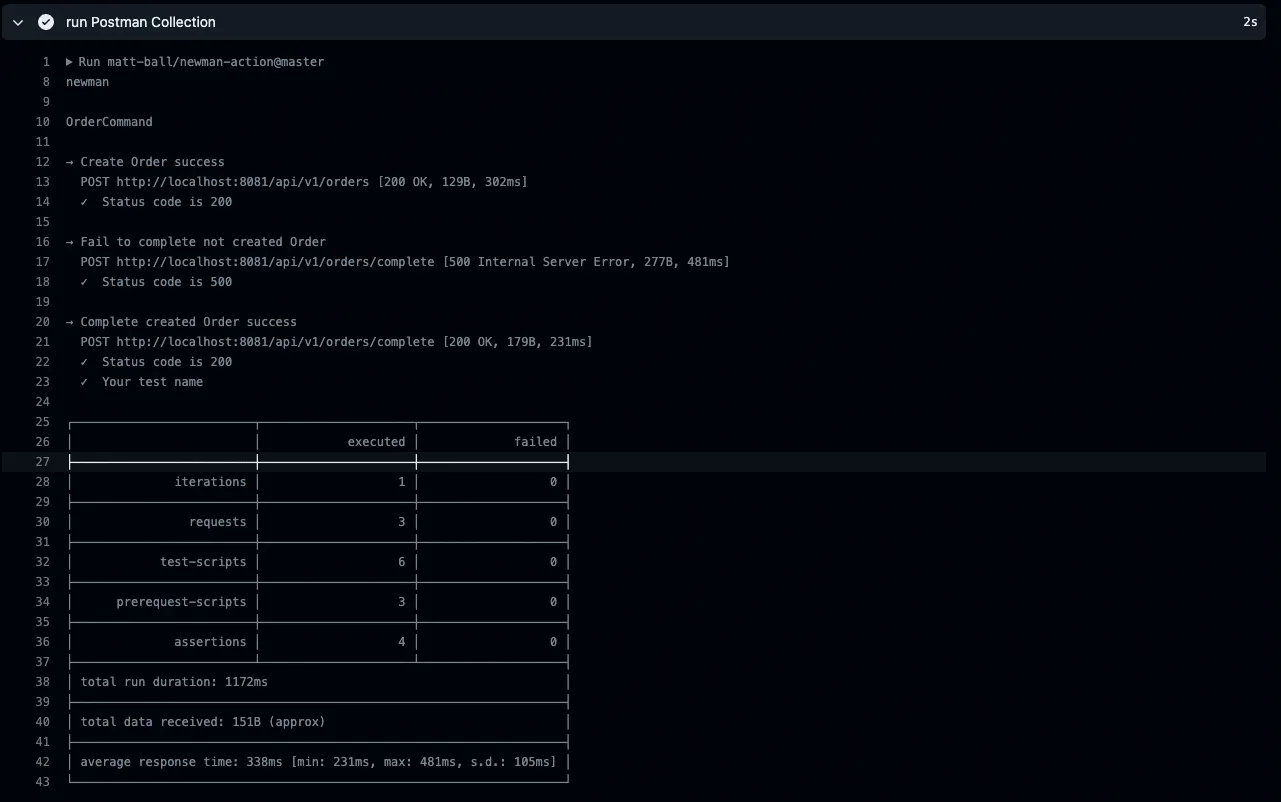 run Postman Collection 2s
1 ▶ Run matt-ball/newman-action@master
8 newman
9
10 OrderCommand
11
12 → Create Order success
13 POST http://localhost:8081/api/v1/orders [200 OK, 129B, 302ms]
14 ✓ Status code is 200
15
16 → Fail to complete not created Order
17 POST http://localhost:8081/api/v1/orders/complete [500 Internal Server Error, 277B, 481ms]
18 ✓ Status code is 500
19
20 → Complete created Order success
21 POST http://localhost:8081/api/v1/orders/complete [200 OK, 179B, 231ms]
22 ✓ Status code is 200
23 ✓ Your test name
24
25
26 executed failed
27
28 iterations 1 0
29
30 requests 3 0
31
32 test-scripts 6 0
33
34 prerequest-scripts 3 0
35
36 assertions 4 0
37
38 total run duration: 1172ms
39
40 total data received: 151B (approx)
41
42 average response time: 338ms [min: 231ms, max: 481ms, s.d.: 105ms]
43